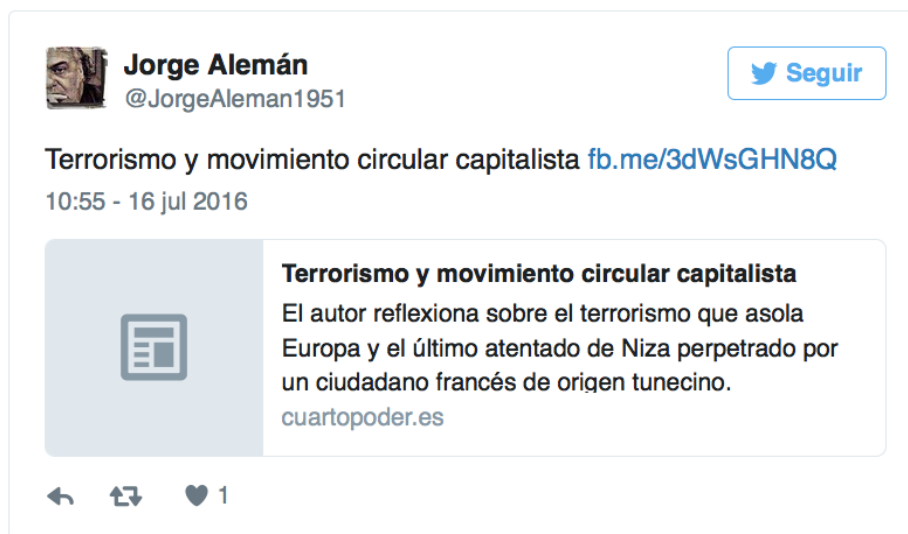 Jorge Alemán
@JorgeAleman1951
Seguir
Terrorismo y movimiento circular capitalista fb.me/3dWsGHN8Q
10:55 - 16 jul 2016
Terrorismo y movimiento circular capitalista
El autor reflexiona sobre el terrorismo que asola
Europa y el último atentado de Niza perpetrado por
un ciudadano francés de origen tunecino.
cuartopoder.es
1